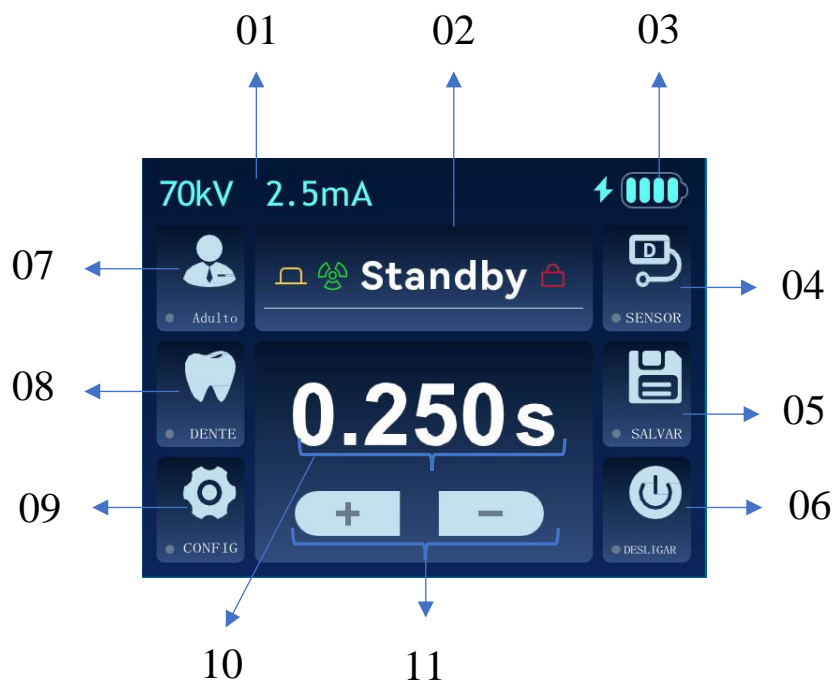 01 02 03
70kV 2.5mA
07 Adulto
Standby
D
SENSOR 04
08 DENTE
0.250s
SALVAR 05
09 CONFIG
+ −
DESLIGAR 06
10 11